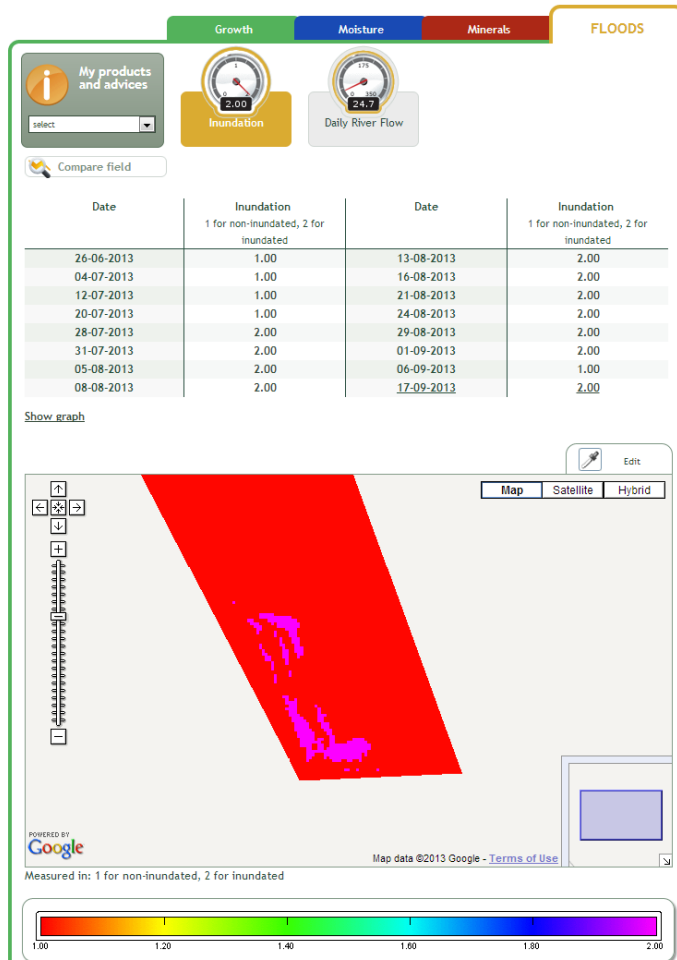 Growth Moisture Minerals FLOODS
My products
and advices
select
1
0 2
2.00
Inundation
175
0 350
24.7
Daily River Flow
Compare field
Date Inundation Date Inundation
1 for non-inundated, 2 for 1 for non-inundated, 2 for
inundated inundated
26-06-2013 1.00 13-08-2013 2.00
04-07-2013 1.00 16-08-2013 2.00
12-07-2013 1.00 21-08-2013 2.00
20-07-2013 1.00 24-08-2013 2.00
28-07-2013 2.00 29-08-2013 2.00
31-07-2013 2.00 01-09-2013 2.00
05-08-2013 2.00 06-09-2013 1.00
08-08-2013 2.00 17-09-2013 2.00
Show graph
Edit
Map Satellite Hybrid
POWERED BY
Google
Map data ©2013 Google - Terms of Use
Measured in: 1 for non-inundated, 2 for inundated
1.00 1.20 1.40 1.60 1.80 2.00